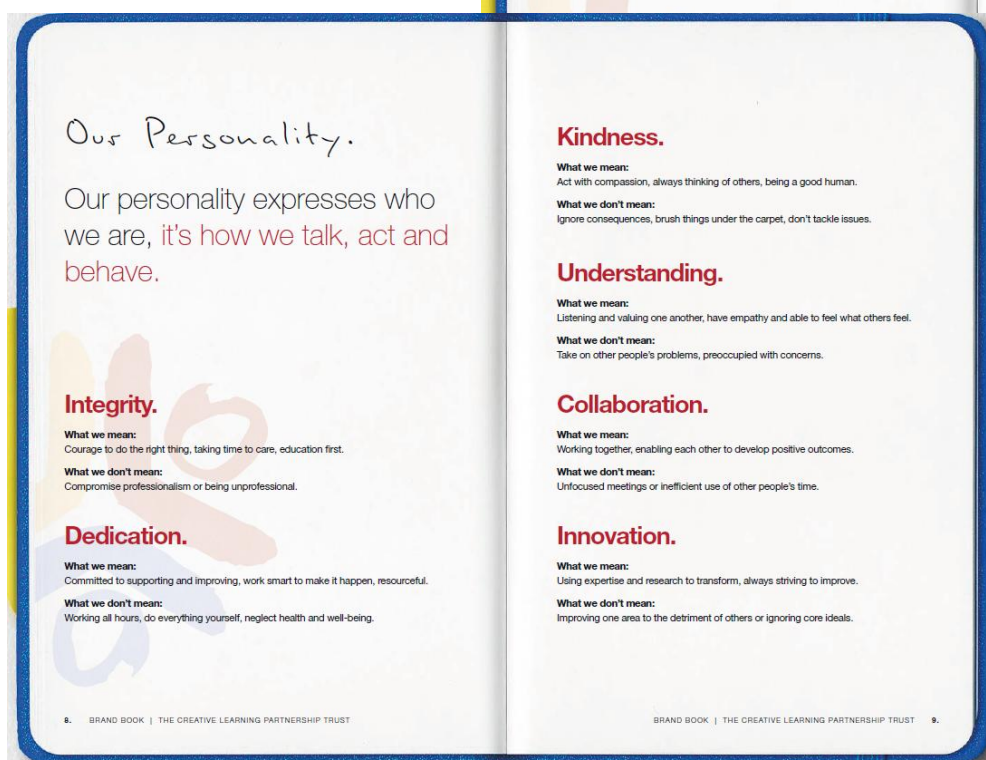 Our Personality.
Our personality expresses who
we are, it's how we talk, act and
behave.
Integrity.
What we mean:
Courage to do the right thing, taking time to care, education first.
What we don't mean:
Compromise professionalism or being unprofessional.
Dedication.
What we mean:
Committed to supporting and improving, work smart to make it happen, resourceful.
What we don't mean:
Working all hours, do everything yourself, neglect health and well-being.
8. BRAND BOOK | THE CREATIVE LEARNING PARTNERSHIP TRUST
Kindness.
What we mean:
Act with compassion, always thinking of others, being a good human.
What we don't mean:
Ignore consequences, brush things under the carpet, don't tackle issues.
Understanding.
What we mean:
Listening and valuing one another, have empathy and able to feel what others feel.
What we don't mean:
Take on other people's problems, preoccupied with concerns.
Collaboration.
What we mean:
Working together, enabling each other to develop positive outcomes.
What we don't mean:
Unfocused meetings or inefficient use of other people's time.
Innovation.
What we mean:
Using expertise and research to transform, always striving to improve.
What we don't mean:
Improving one area to the detriment of others or ignoring core ideals.
BRAND BOOK | THE CREATIVE LEARNING PARTNERSHIP TRUST 9.